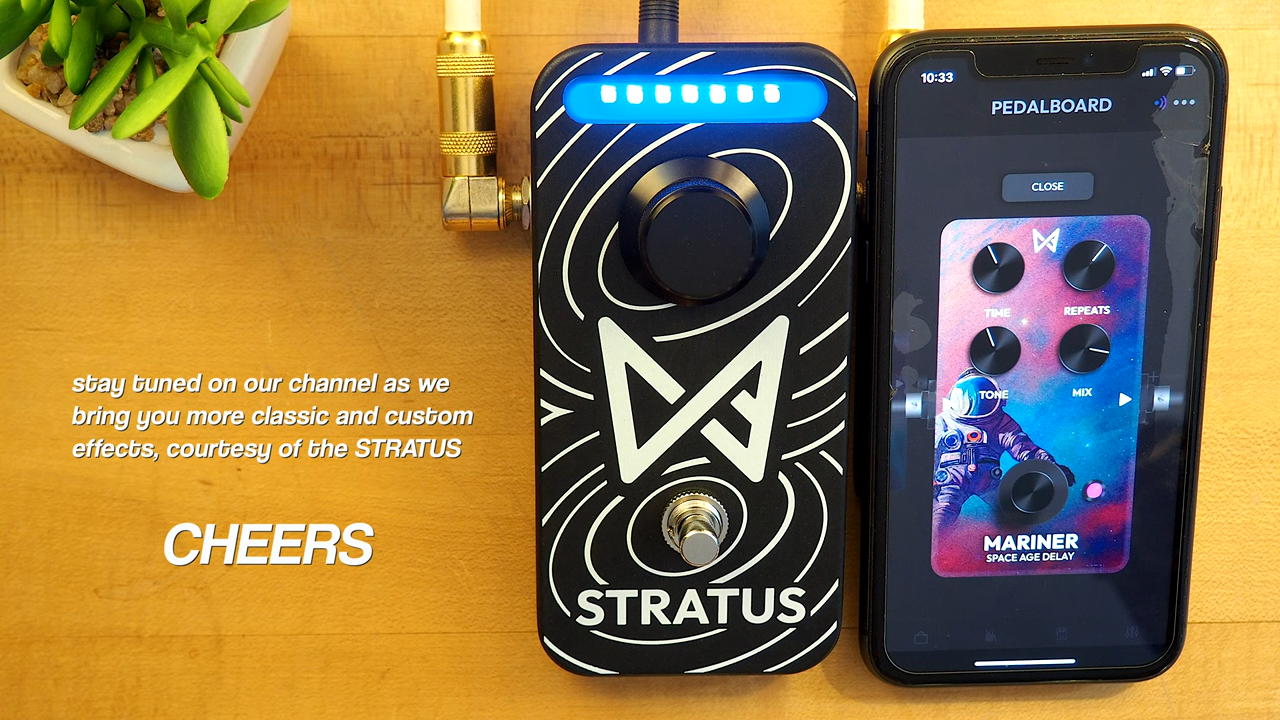 stay tuned on our channel as we
bring you more classic and custom
effects, courtesy of the STRATUS
CHEERS
STRATUS
10:33
PEDALBOARD
CLOSE
TIME
REPEATS
TONE
MIX
MARINER
SPACE AGE DELAY